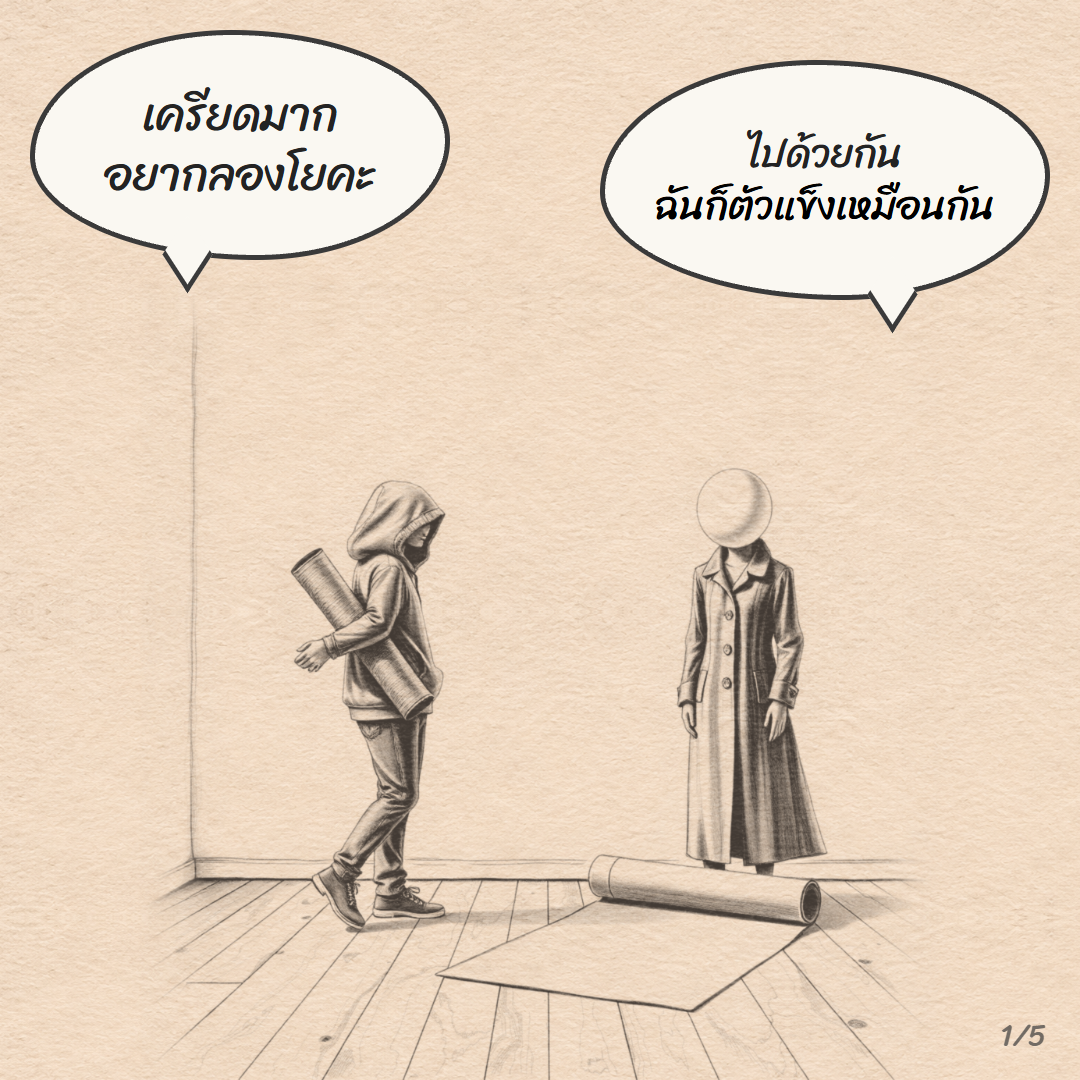 เครียดมาก
อยากลองโยคะ
ไปด้วยกัน
ฉันก็ตัวแข็งเหมือนกัน
1/5